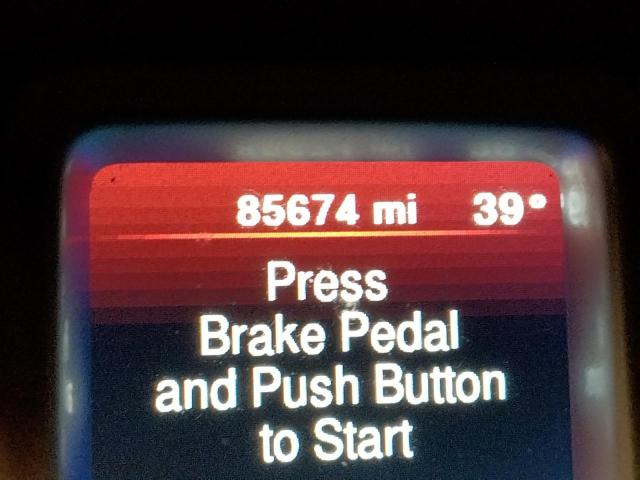 85674 mi 39°
Press
Brake Pedal
and Push Button
to Start